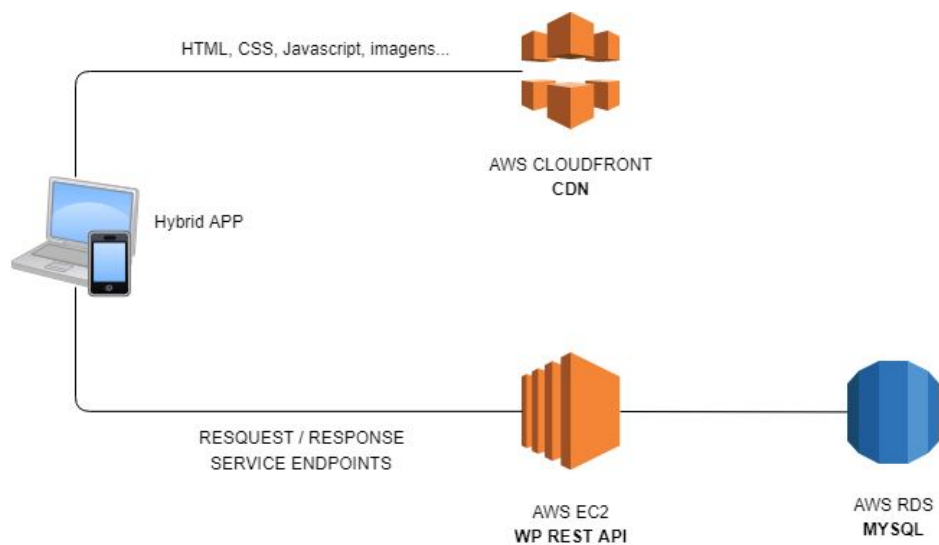 HTML, CSS, Javascript, imagens...
AWS CLOUDFRONT
CDN
Hybrid APP
RESQUEST / RESPONSE
SERVICE ENDPOINTS
AWS EC2
WP REST API
AWS RDS
MYSQL